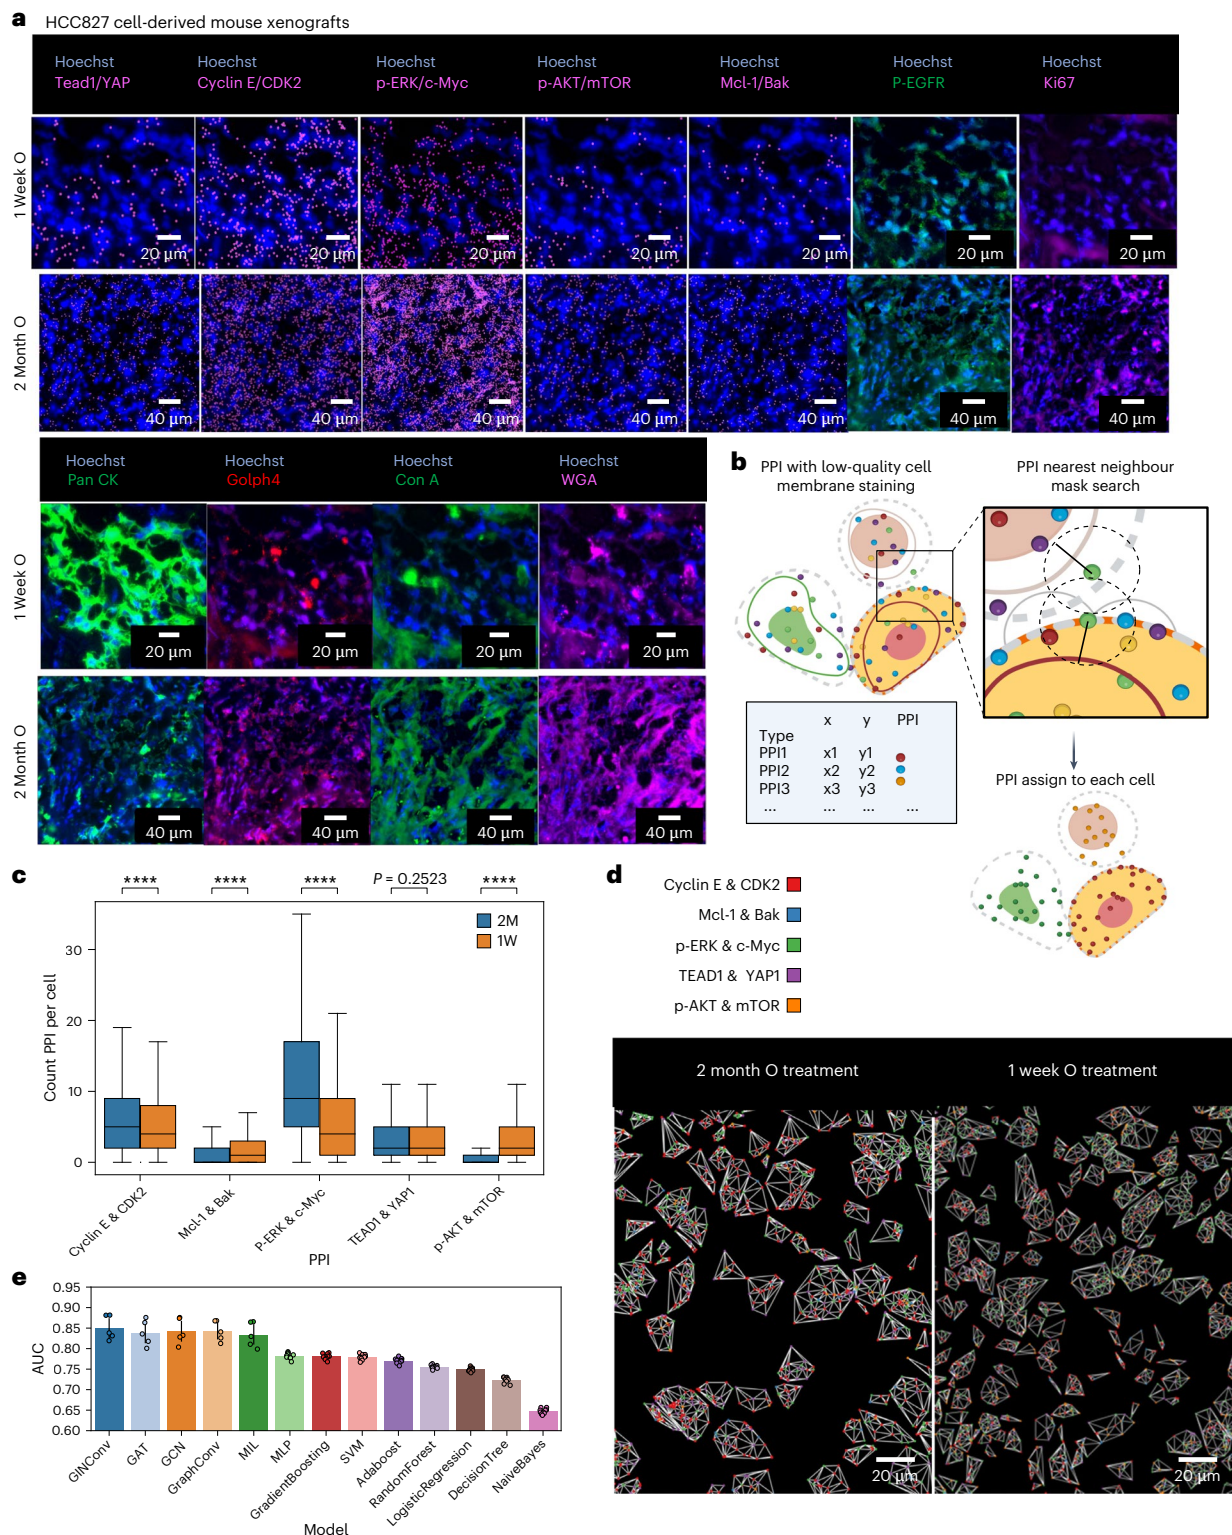 a
HCC827 cell-derived mouse xenografts
Hoechst
Tead1/YAP
Hoechst
Cyclin E/CDK2
Hoechst
p-ERK/c-Myc
Hoechst
p-AKT/mTOR
Hoechst
Mcl-1/Bak
Hoechst
P-EGFR
Hoechst
Ki67
1 Week O
20 µm
20 µm
20 µm
20 µm
20 µm
20 µm
20 µm
2 Month O
40 µm
40 µm
40 µm
40 µm
40 µm
40 µm
40 µm
Hoechst
Pan CK
Hoechst
Golph4
Hoechst
Con A
Hoechst
WGA
1 Week O
20 µm
20 µm
20 µm
20 µm
2 Month O
40 µm
40 µm
40 µm
40 µm
b
PPI with low-quality cell
membrane staining
PPI nearest neighbour
mask search
x y PPI
Type
PPI1 x1 y1
PPI2 x2 y2
PPI3 x3 y3
... ... ... ...
PPI assign to each cell
c
**** **** **** P = 0.2523 ****
2M
1W
Count PPI per cell
30
20
10
0
Cyclin E & CDK2
Mcl-1 & Bak
P-ERK & c-Myc
TEAD1 & YAP1
p-AKT & mTOR
PPI
d
Cyclin E & CDK2
Mcl-1 & Bak
p-ERK & c-Myc
TEAD1 & YAP1
p-AKT & mTOR
2 month O treatment
1 week O treatment
20 µm
20 µm
e
AUC
0.95
0.90
0.85
0.80
0.75
0.70
0.65
0.60
GINConv
GAT
GCN
GraphConv
MIL
MLP
GradientBoosting
SVM
Adaboost
RandomForest
LogisticRegression
DecisionTree
NaiveBayes
Model